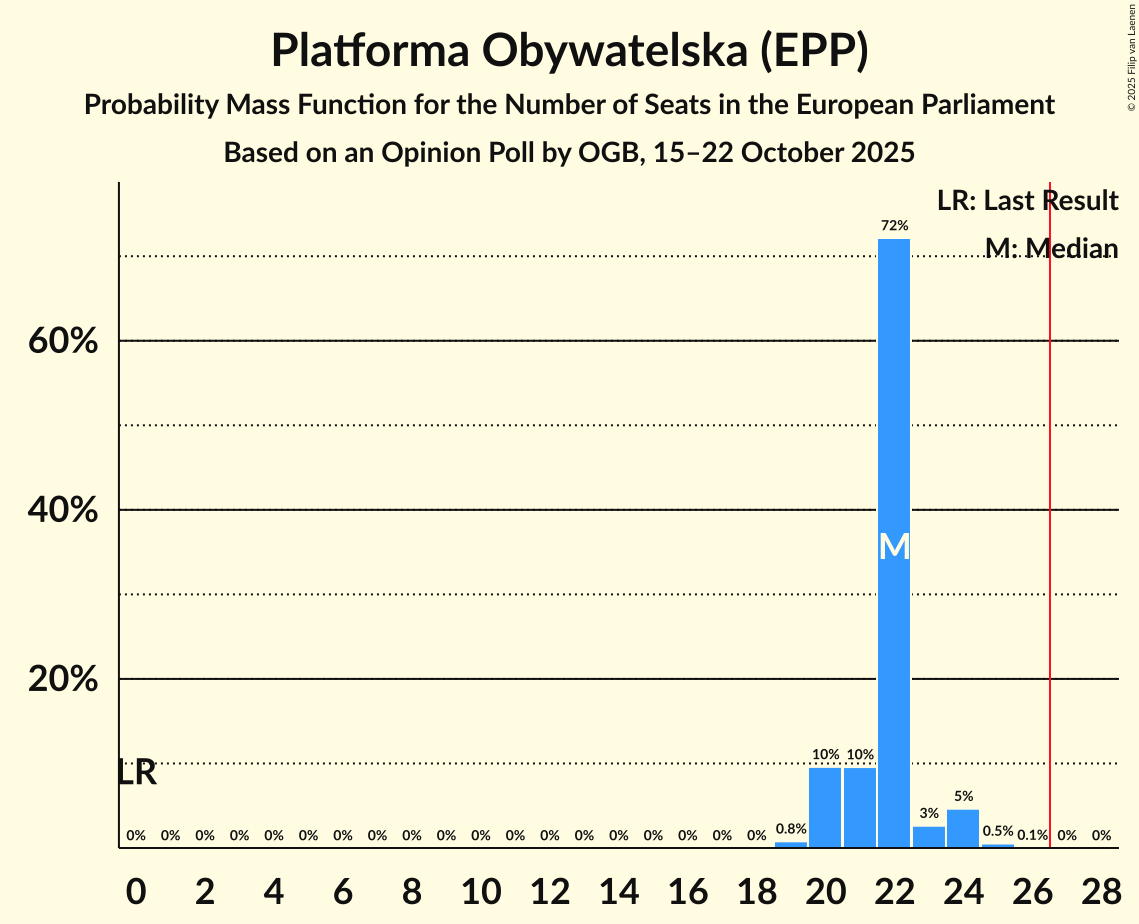 Platforma Obywatelska (EPP)
Probability Mass Function for the Number of Seats in the European Parliament
Based on an Opinion Poll by OGB, 15–22 October 2025
© 2025 Filip van Laenen
LR: Last Result
M: Median
60%
40%
20%
LR
M
0% 0% 0% 0% 0% 0% 0% 0% 0% 0% 0% 0% 0% 0% 0% 0% 0% 0% 0% 0.8% 10% 10% 72% 3% 5% 0.5% 0.1% 0% 0%
0 2 4 6 8 10 12 14 16 18 20 22 24 26 28